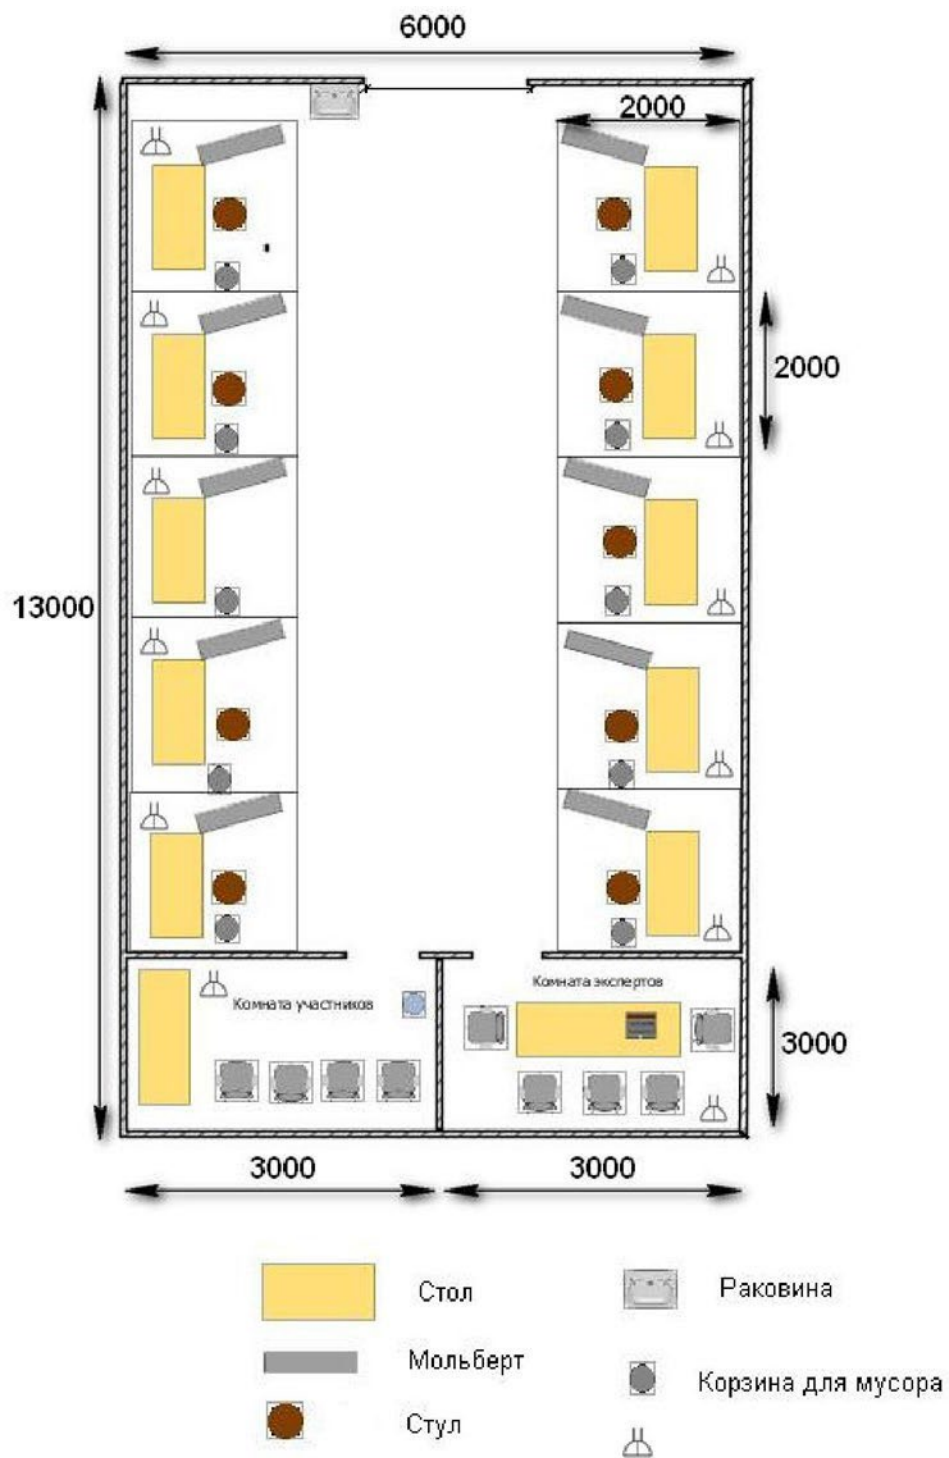 6000
2000
2000
13000
Комната участников
Комната экспертов
3000
3000
3000
Стол
Раковина
Мольберт
Корзина для мусора
Стул